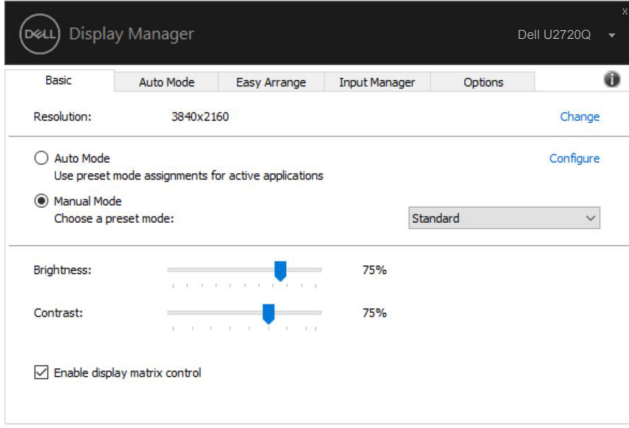 x
DELL Display Manager Dell U2720Q
Basic Auto Mode Easy Arrange Input Manager Options i
Resolution: 3840x2160 Change
Auto Mode Configure
Use preset mode assignments for active applications
Manual Mode
Choose a preset mode: Standard
Brightness: 75%
Contrast: 75%
Enable display matrix control